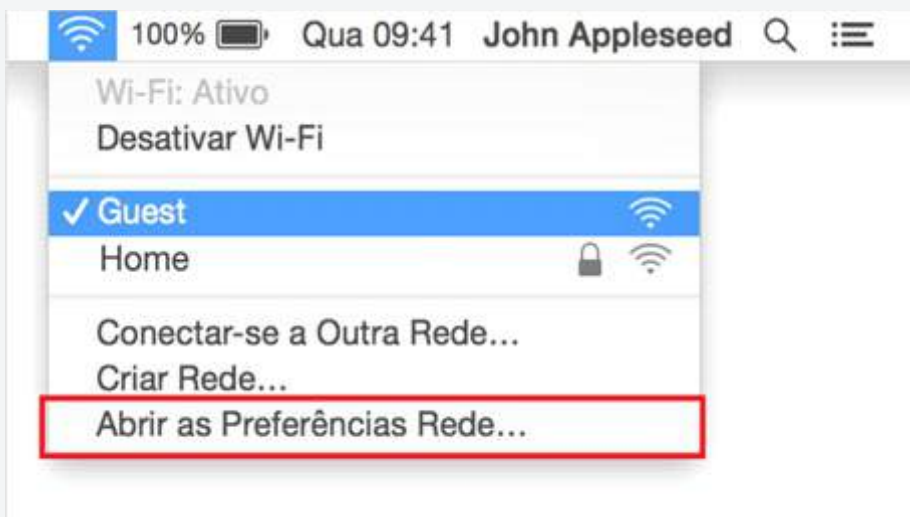 100% Qua 09:41 John Appleseed
Wi-Fi: Ativo
Desativar Wi-Fi
Guest
Home
Conectar-se a Outra Rede...
Criar Rede...
Abrir as Preferências Rede...